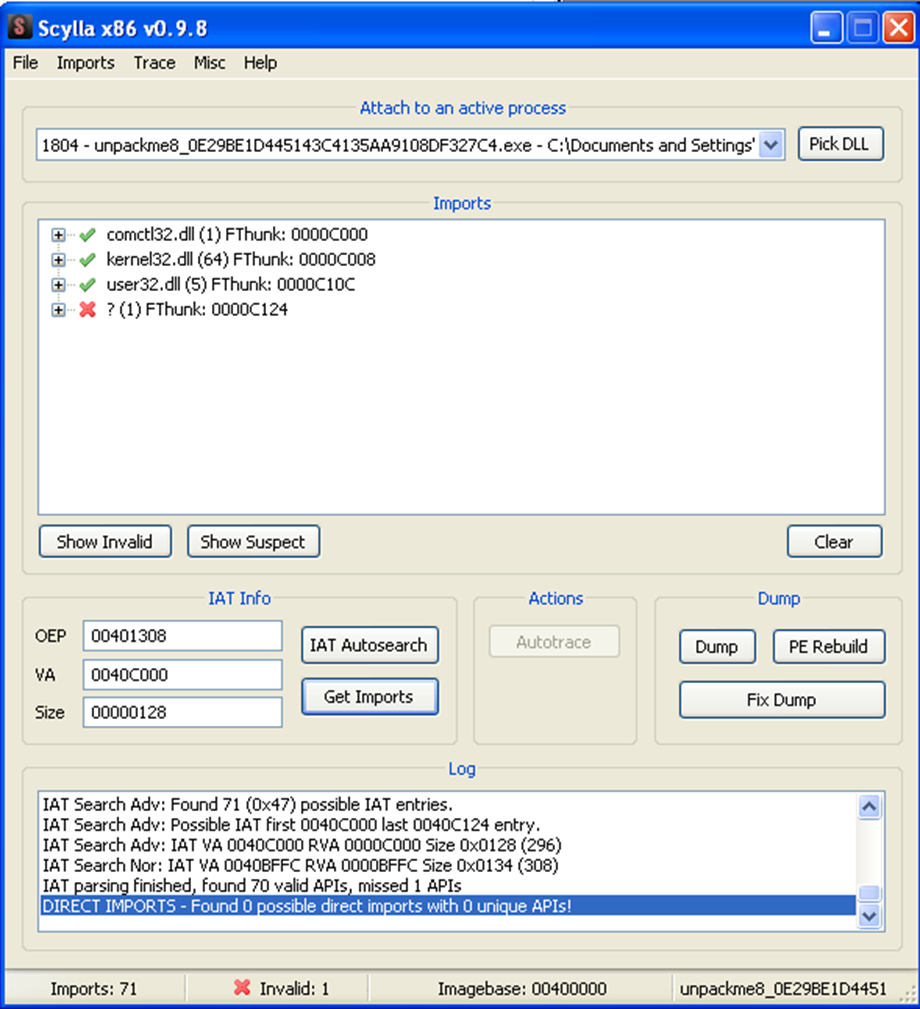 Scylla x86 v0.9.8
File Imports Trace Misc Help
Attach to an active process
1804 - unpackme8_0E29BE1D445143C4135AA9108DF327C4.exe - C:\Documents and Settings'
Pick DLL
Imports
comctl32.dll (1) FThunk: 0000C000
kernel32.dll (64) FThunk: 0000C008
user32.dll (5) FThunk: 0000C10C
? (1) FThunk: 0000C124
Show Invalid Show Suspect Clear
IAT Info Actions Dump
OEP 00401308 IAT Autosearch Autotrace Dump PE Rebuild
VA 0040C000
Get Imports Fix Dump
Size 00000128
Log
IAT Search Adv: Found 71 (0x47) possible IAT entries.
IAT Search Adv: Possible IAT first 0040C000 last 0040C124 entry.
IAT Search Adv: IAT VA 0040C000 RVA 0000C000 Size 0x0128 (296)
IAT Search Nor: IAT VA 0040BFFC RVA 0000BFFC Size 0x0134 (308)
IAT parsing finished, found 70 valid APIs, missed 1 APIs
DIRECT IMPORTS - Found 0 possible direct imports with 0 unique APIs!
Imports: 71 Invalid: 1 Imagebase: 00400000 unpackme8_0E29BE1D4451